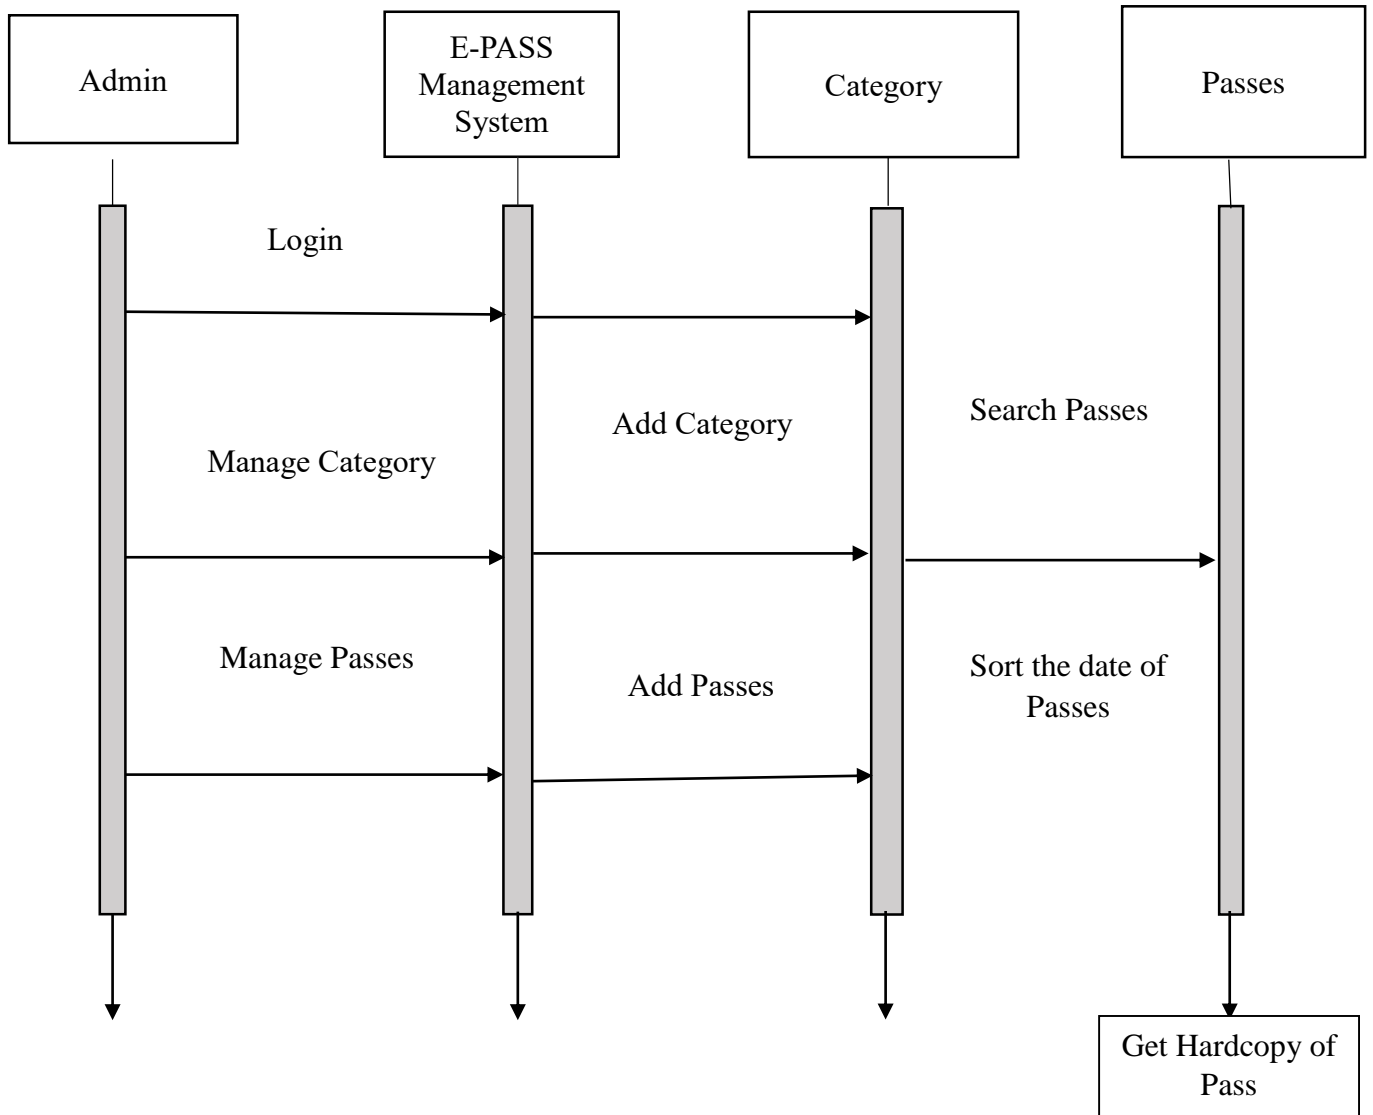 Admin
E-PASS
Management
System
Category
Passes
Login
Search Passes
Add Category
Manage Category
Manage Passes
Add Passes
Sort the date of
Passes
Get Hardcopy of
Pass